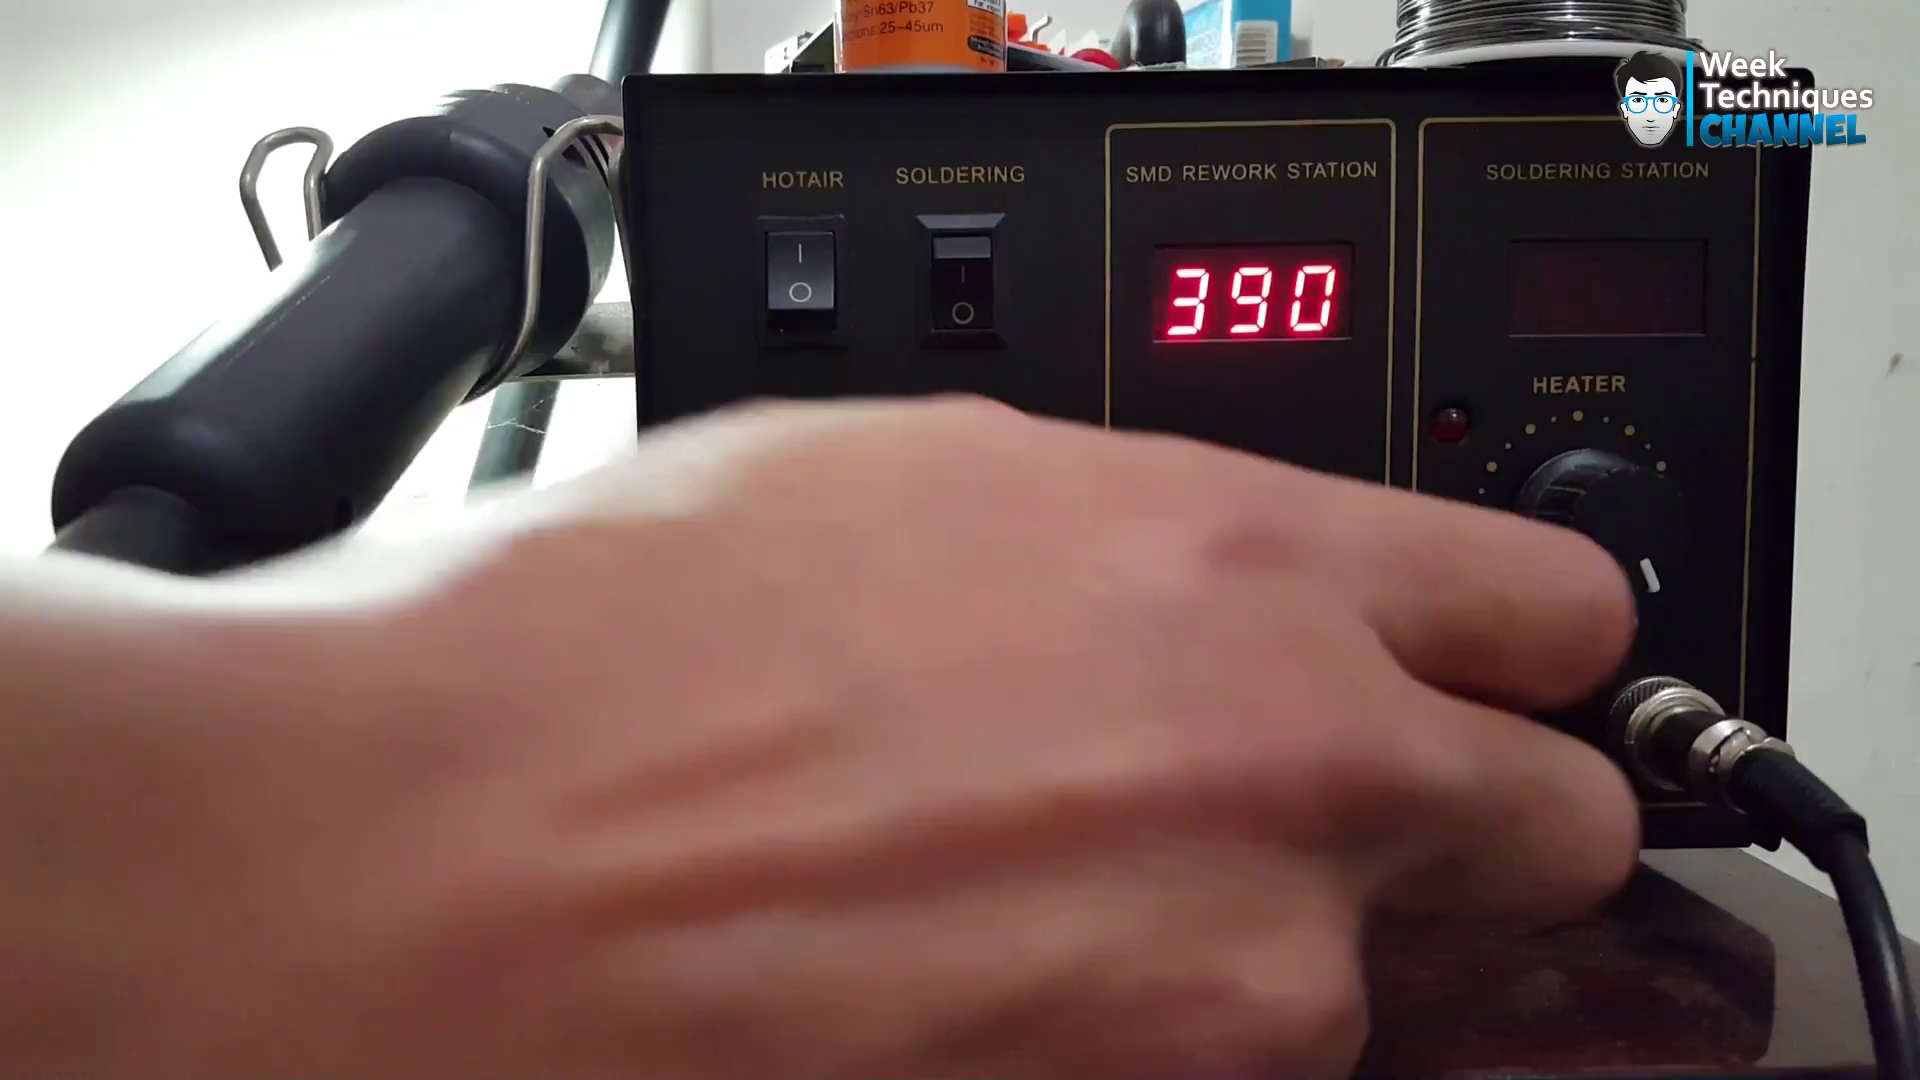 Sn63/Pb37
25-45um
Week
Techniques
CHANNEL
HOTAIR
SOLDERING
SMD REWORK STATION
SOLDERING STATION
390
HEATER